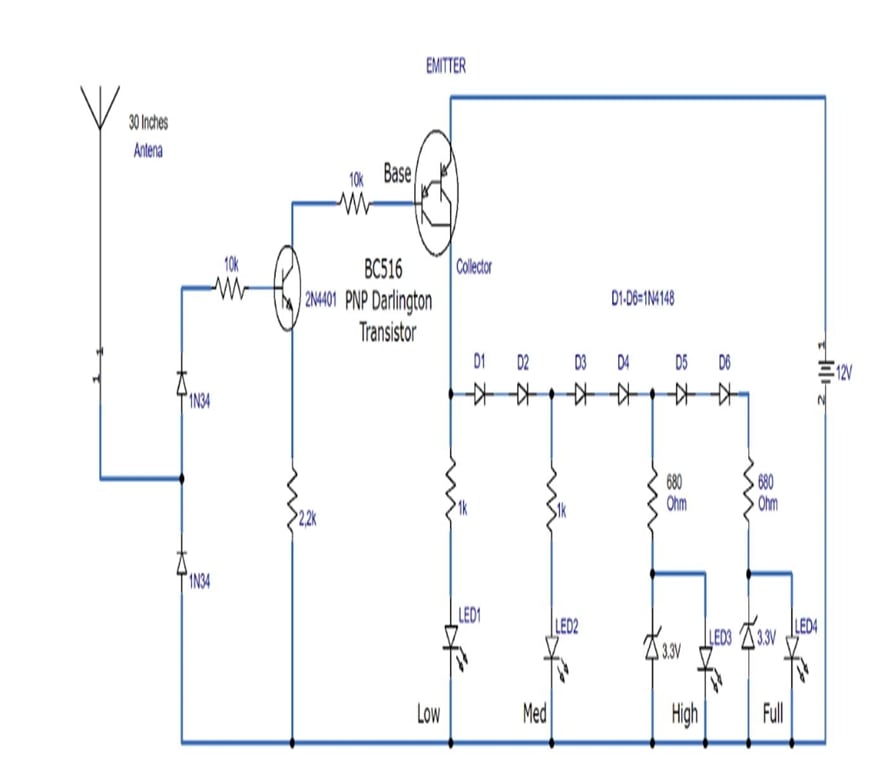 EMITTER
30 Inches
Antena
10k
Base
10k
2N4401
BC516
PNP Darlington
Transistor
Collector
D1-D6=1N4148
D1
D2
D3
D4
D5
D6
1
2
12V
1
1
1N34
2,2k
1k
1k
680
Ohm
680
Ohm
1N34
LED1
LED2
3.3V
LED3
3.3V
LED4
Low
Med
High
Full